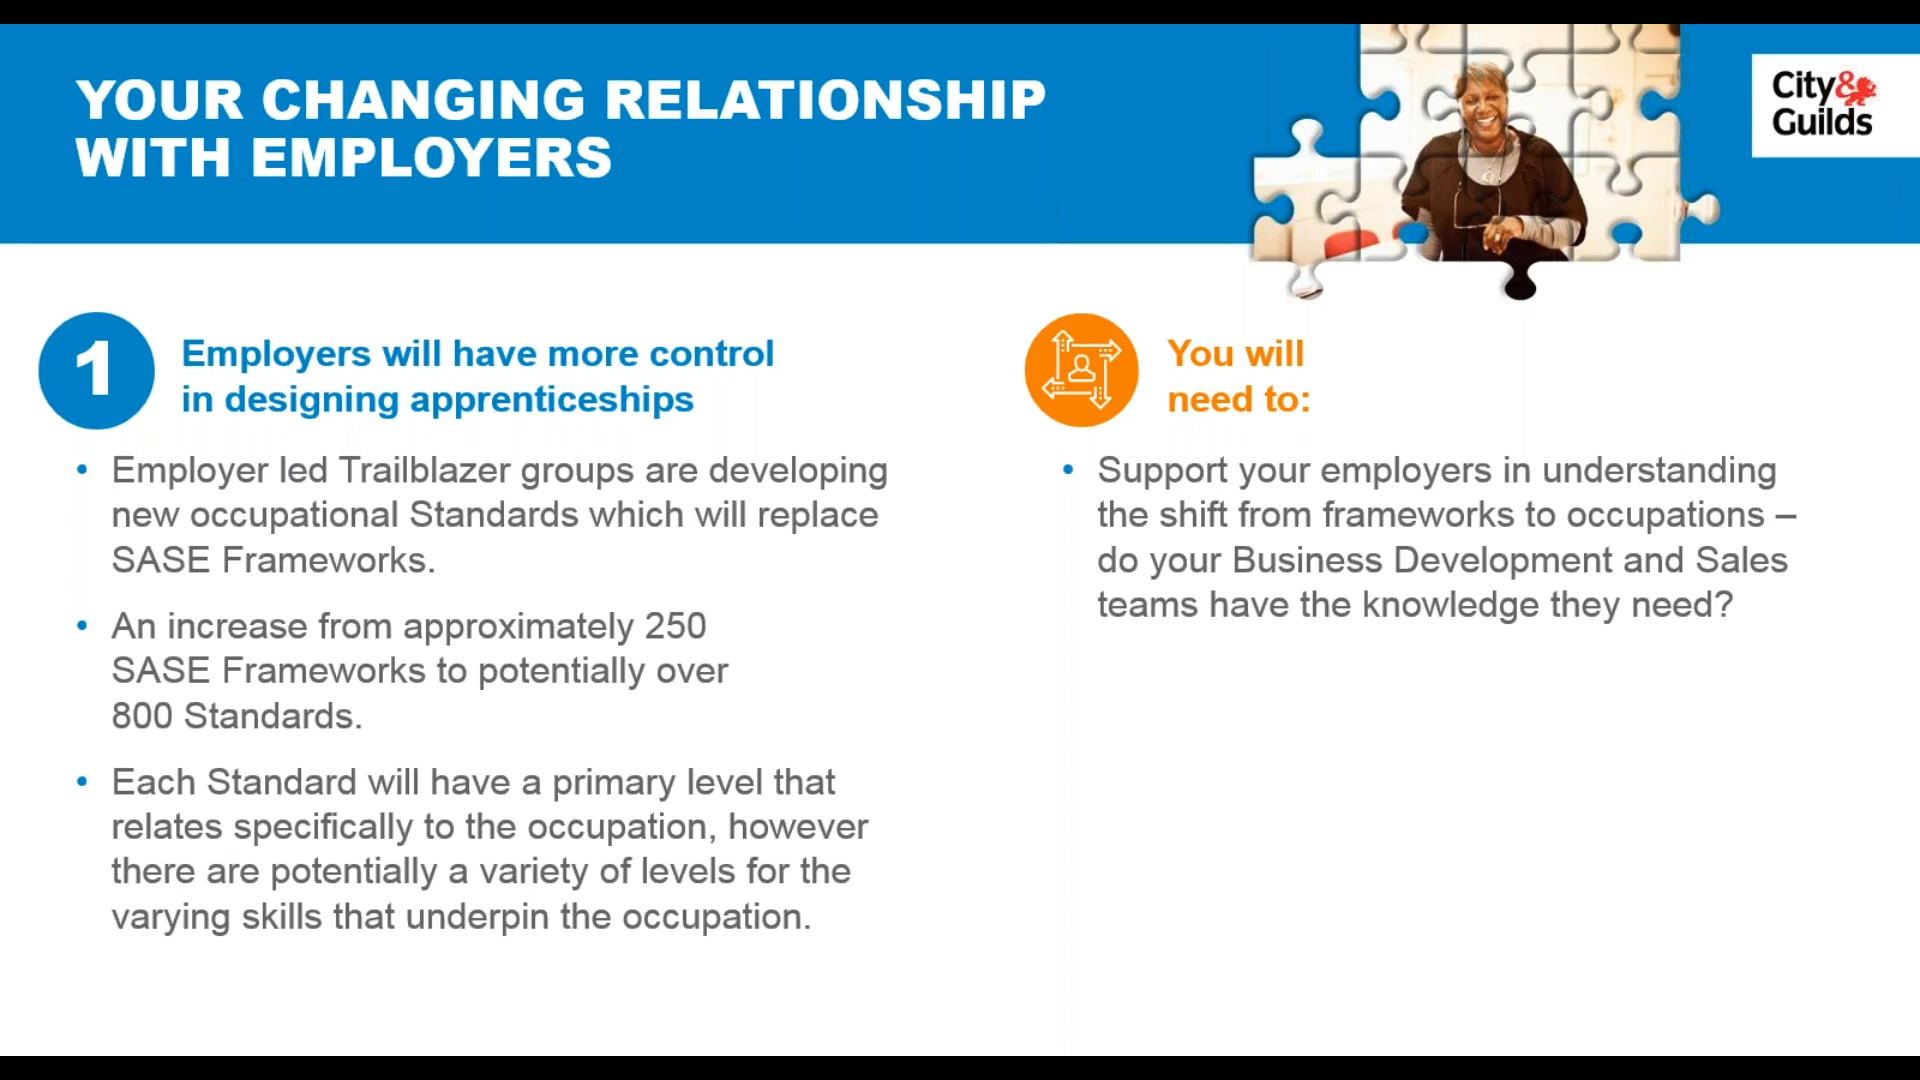 YOUR CHANGING RELATIONSHIP
WITH EMPLOYERS
City&
Guilds
1
Employers will have more control
in designing apprenticeships
• Employer led Trailblazer groups are developing
new occupational Standards which will replace
SASE Frameworks.
• An increase from approximately 250
SASE Frameworks to potentially over
800 Standards.
• Each Standard will have a primary level that
relates specifically to the occupation, however
there are potentially a variety of levels for the
varying skills that underpin the occupation.
You will
need to:
• Support your employers in understanding
the shift from frameworks to occupations –
do your Business Development and Sales
teams have the knowledge they need?